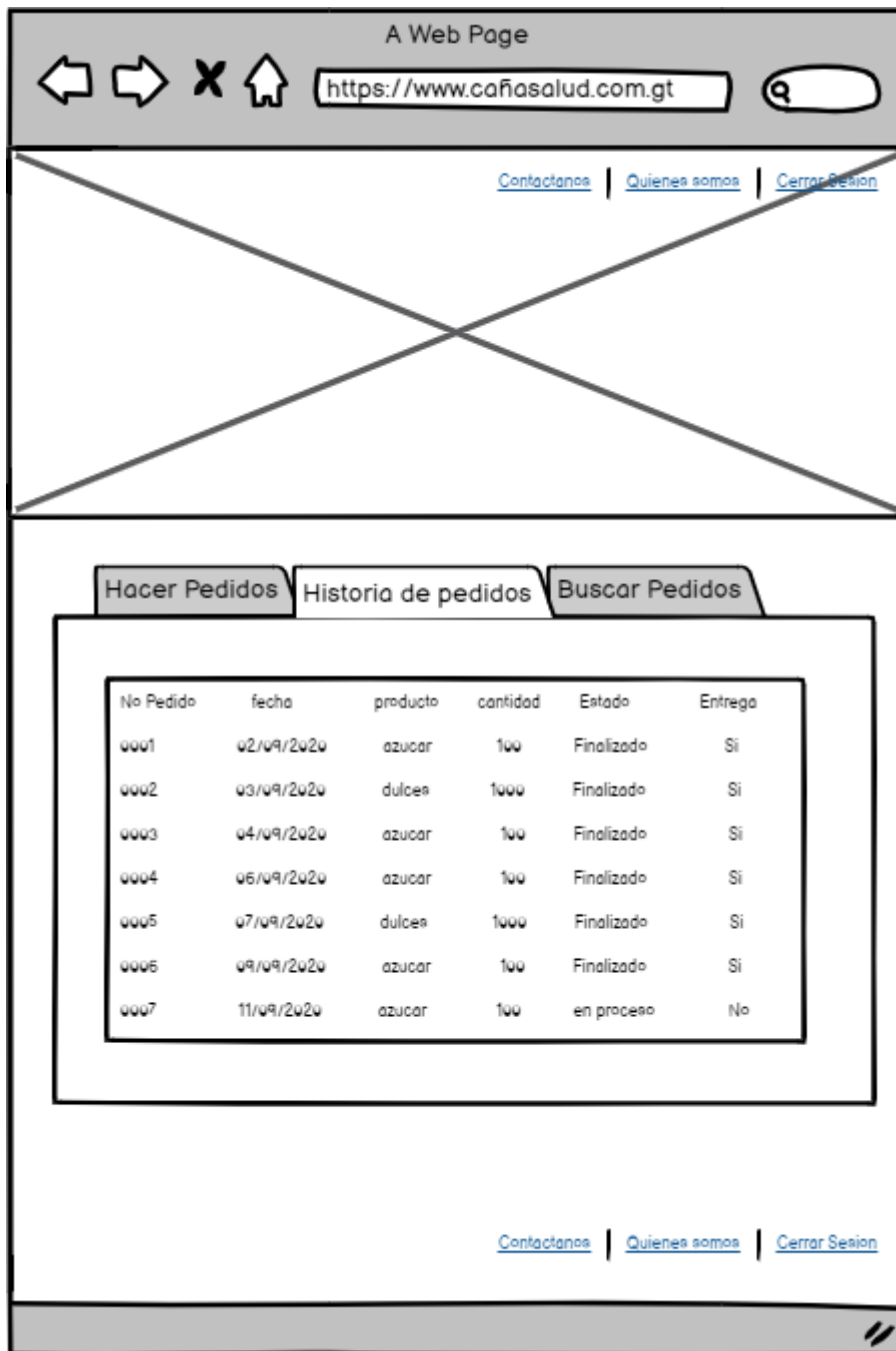 A Web Page
https://www.cañasalud.com.gt
Contactanos Quienes somos Cerrar Sesion
Hacer Pedidos Historia de pedidos Buscar Pedidos
No Pedido fecha producto cantidad Estado Entrega
0001 02/09/2020 azucar 100 Finalizado Si
0002 03/09/2020 dulces 1000 Finalizado Si
0003 04/09/2020 azucar 100 Finalizado Si
0004 06/09/2020 azucar 100 Finalizado Si
0005 07/09/2020 dulces 1000 Finalizado Si
0006 09/09/2020 azucar 100 Finalizado Si
0007 11/09/2020 azucar 100 en proceso No
Contactanos Quienes somos Cerrar Sesion